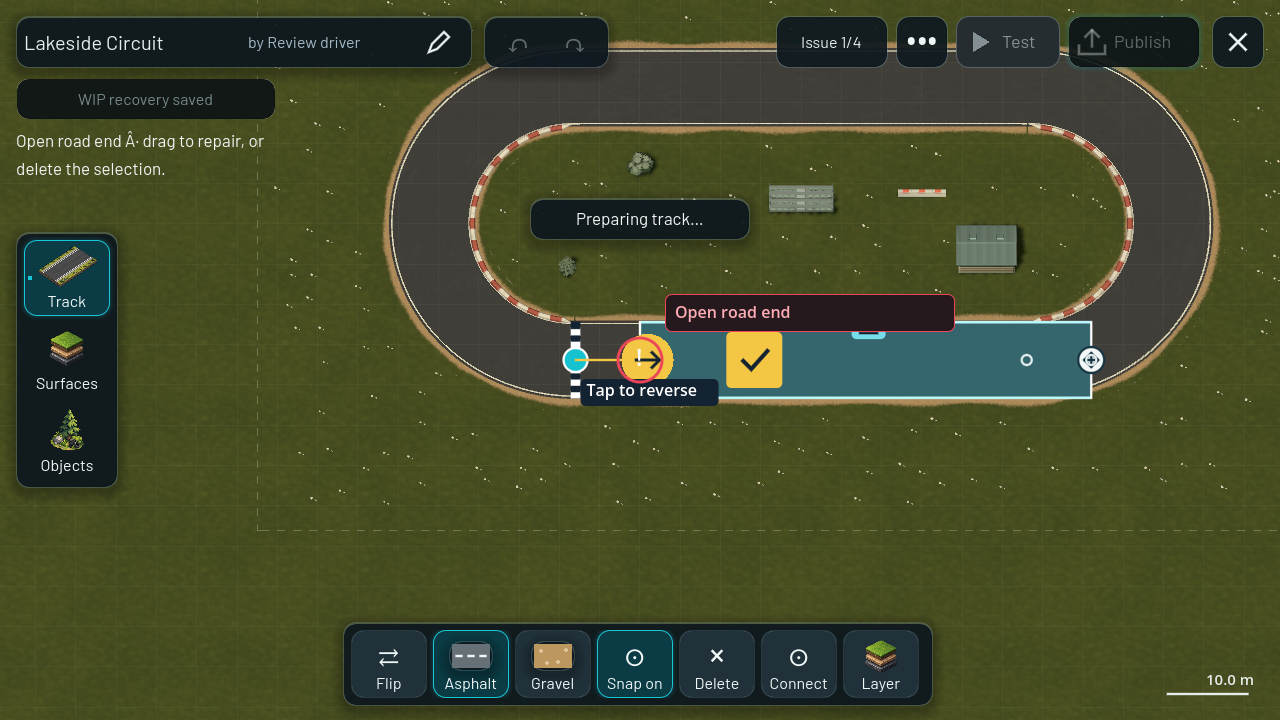 Lakeside Circuit
by Review driver
Issue 1/4
Test
Publish
WIP recovery saved
Open road end Â· drag to repair, or
delete the selection.
Preparing track...
Track
Surfaces
Objects
Open road end
!
Tap to reverse
Flip
Asphalt
Gravel
Snap on
Delete
Connect
Layer
10.0 m